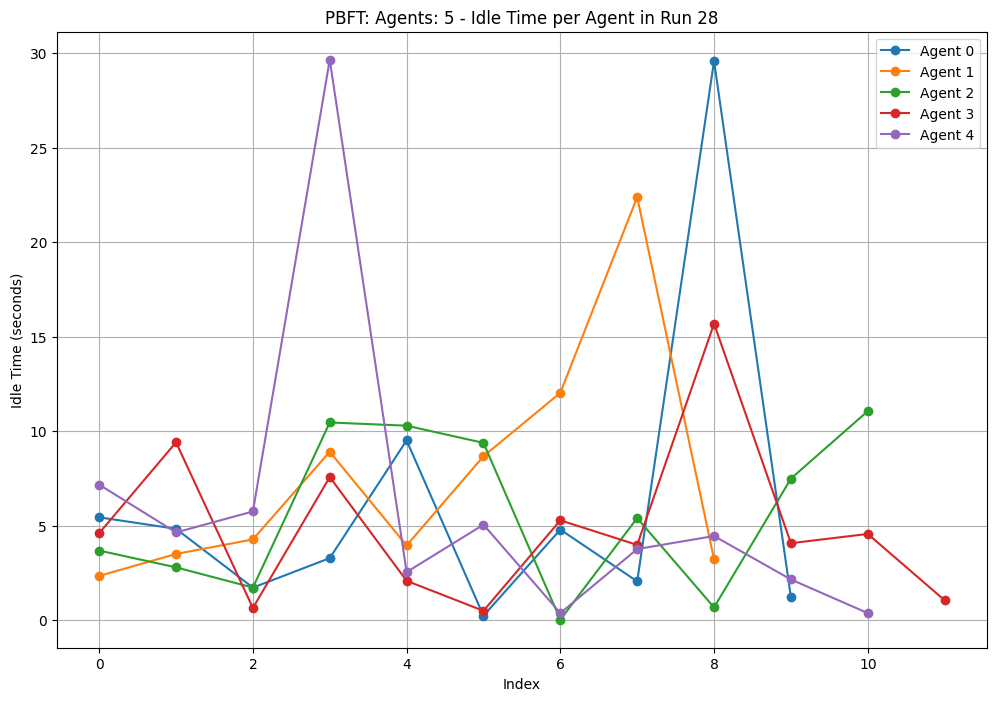 PBFT: Agents: 5 - Idle Time per Agent in Run 28
Idle Time (seconds)
30
25
20
15
10
5
0
0 2 4 6 8 10
Index
Agent 0
Agent 1
Agent 2
Agent 3
Agent 4